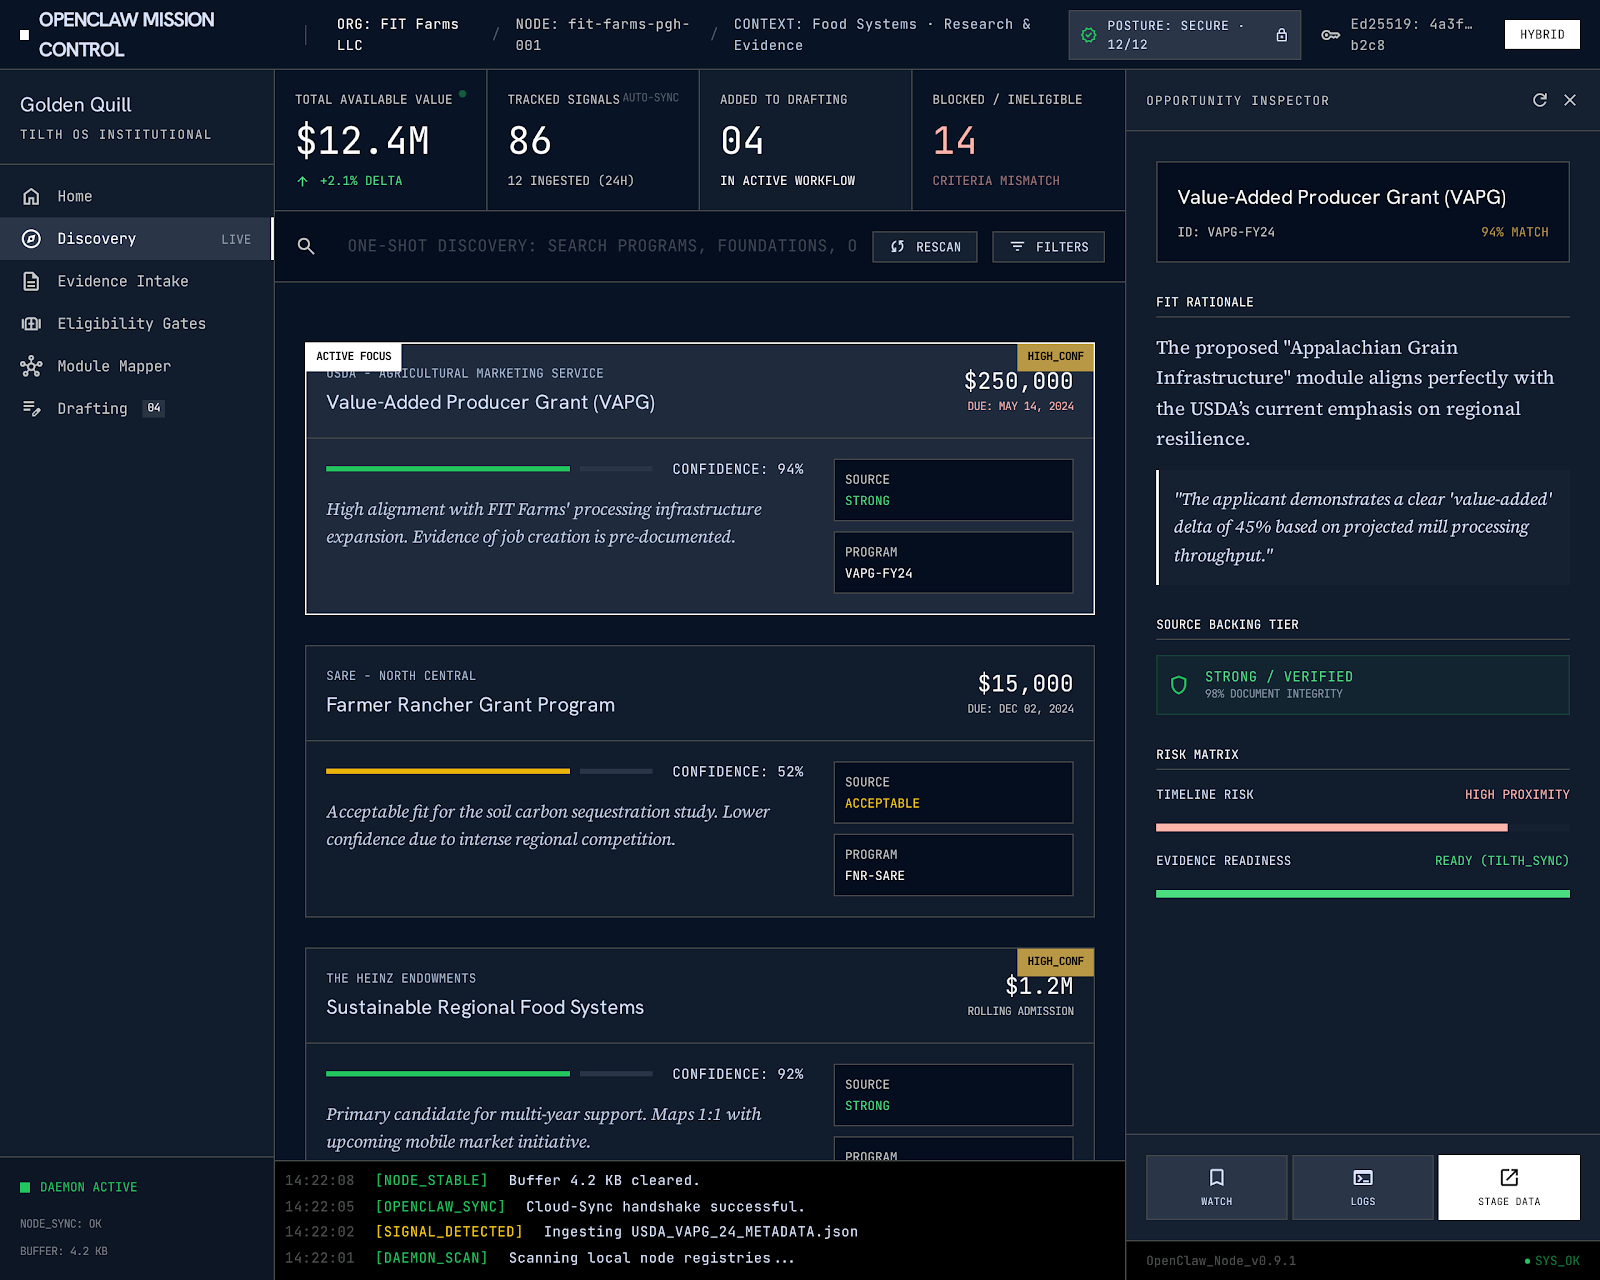 OPENCLAW MISSION
CONTROL
ORG: FIT Farms
LLC
/
NODE: fit-farms-pgh-
001
/
CONTEXT: Food Systems · Research &
Evidence
POSTURE: SECURE ·
12/12
Ed25519: 4a3f…
b2c8
HYBRID
Golden Quill
TILTH OS INSTITUTIONAL
Home
Discovery LIVE
Evidence Intake
Eligibility Gates
Module Mapper
Drafting 04
DAEMON ACTIVE
NODE_SYNC: OK
BUFFER: 4.2 KB
TOTAL AVAILABLE VALUE
$12.4M
+2.1% DELTA
TRACKED SIGNALS AUTO-SYNC
86
12 INGESTED (24H)
ADDED TO DRAFTING
04
IN ACTIVE WORKFLOW
BLOCKED / INELIGIBLE
14
CRITERIA MISMATCH
ONE-SHOT DISCOVERY: SEARCH PROGRAMS, FOUNDATIONS, O
RESCAN
FILTERS
ACTIVE FOCUS
HIGH_CONF
USDA - AGRICULTURAL MARKETING SERVICE
Value-Added Producer Grant (VAPG)
$250,000
DUE: MAY 14, 2024
CONFIDENCE: 94%
High alignment with FIT Farms' processing infrastructure
expansion. Evidence of job creation is pre-documented.
SOURCE
STRONG
PROGRAM
VAPG-FY24
SARE - NORTH CENTRAL
Farmer Rancher Grant Program
$15,000
DUE: DEC 02, 2024
CONFIDENCE: 52%
Acceptable fit for the soil carbon sequestration study. Lower
confidence due to intense regional competition.
SOURCE
ACCEPTABLE
PROGRAM
FNR-SARE
HIGH_CONF
THE HEINZ ENDOWMENTS
Sustainable Regional Food Systems
$1.2M
ROLLING ADMISSION
CONFIDENCE: 92%
Primary candidate for multi-year support. Maps 1:1 with
upcoming mobile market initiative.
SOURCE
STRONG
PROGRAM
14:22:08 [NODE_STABLE] Buffer 4.2 KB cleared.
14:22:05 [OPENCLAW_SYNC] Cloud-Sync handshake successful.
14:22:02 [SIGNAL_DETECTED] Ingesting USDA_VAPG_24_METADATA.json
14:22:01 [DAEMON_SCAN] Scanning local node registries...
OPPORTUNITY INSPECTOR
Value-Added Producer Grant (VAPG)
ID: VAPG-FY24 94% MATCH
FIT RATIONALE
The proposed "Appalachian Grain
Infrastructure" module aligns perfectly with
the USDA’s current emphasis on regional
resilience.
"The applicant demonstrates a clear 'value-added'
delta of 45% based on projected mill processing
throughput."
SOURCE BACKING TIER
STRONG / VERIFIED
98% DOCUMENT INTEGRITY
RISK MATRIX
TIMELINE RISK HIGH PROXIMITY
EVIDENCE READINESS READY (TILTH_SYNC)
WATCH
LOGS
STAGE DATA
OpenClaw_Node_v0.9.1 SYS_OK